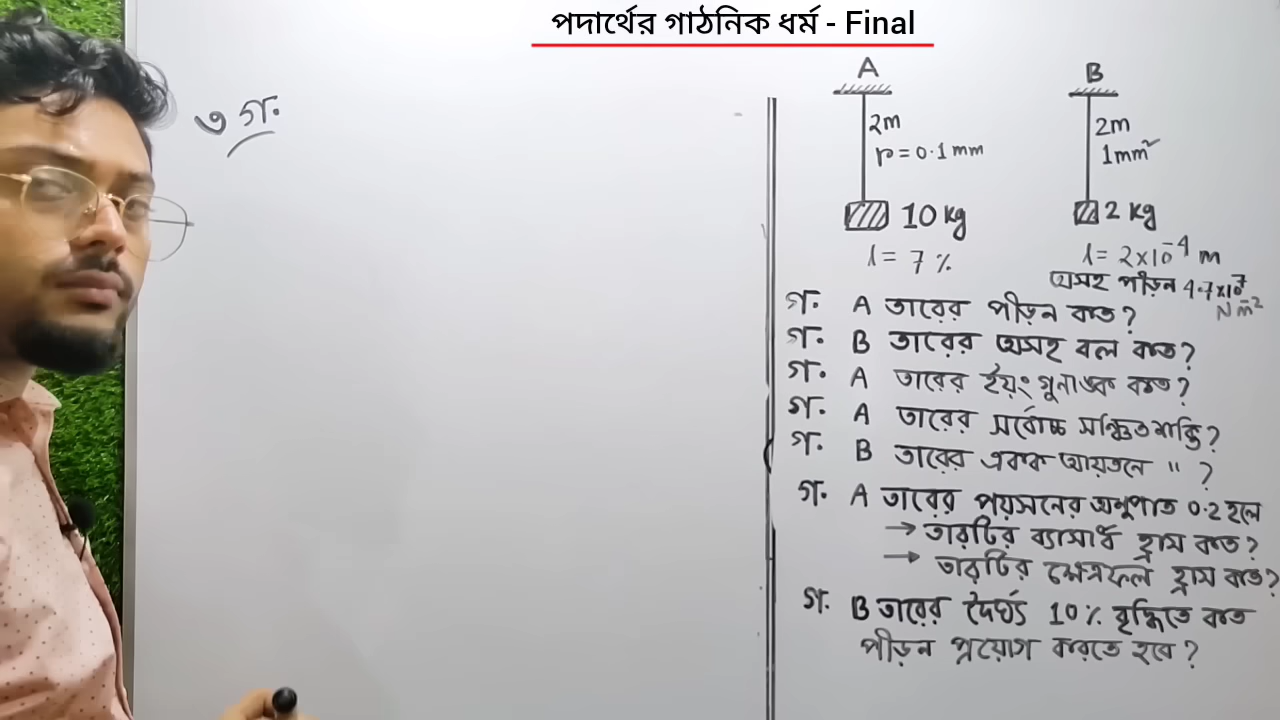 পদার্থের গাঠনিক ধর্ম - Final
৩ গ.
A
2m
r = 0.1 mm
10 kg
l = 7 %
B
2m
1mm²
2 kg
l = 2×10⁻⁴ m
অসহ পীড়ন 4.7×10⁷
Nm⁻²
গ. A তারের পীড়ন কত?
গ. B তারের অসহ বল কত?
গ. A তারের ইয়ং গুনাঙ্ক কত?
গ. A তারের সর্বোচ্চ সঞ্চিতশক্তি?
গ. B তারের একক আয়তনে " ?
গ. A তারের পয়সনের অনুপাত 0.2 হলে
→ তারটির ব্যাসার্ধ হ্রাস কত?
→ তারটির ক্ষেত্রফল হ্রাস কত?
গ. B তারের দৈর্ঘ্য 10% বৃদ্ধিতে কত
পীড়ন প্রয়োগ করতে হবে?